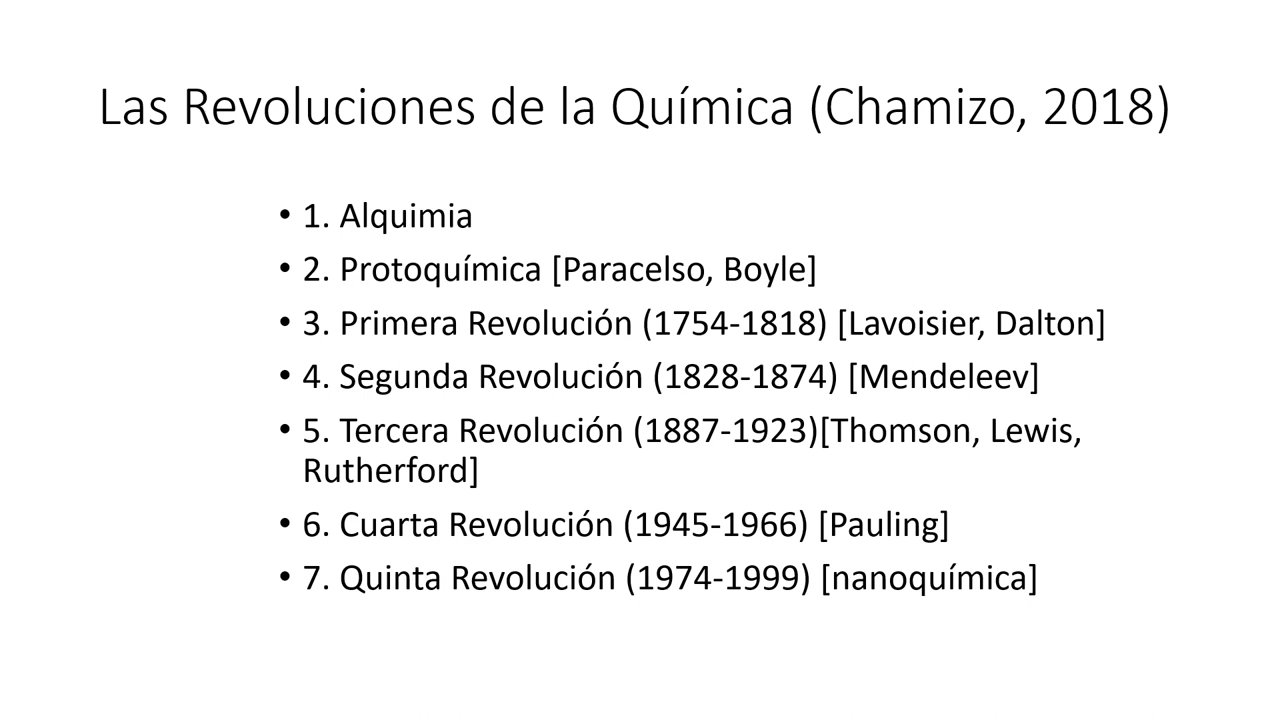 Las Revoluciones de la Química (Chamizo, 2018)
• 1. Alquimia
• 2. Protoquímica [Paracelso, Boyle]
• 3. Primera Revolución (1754-1818) [Lavoisier, Dalton]
• 4. Segunda Revolución (1828-1874) [Mendeleev]
• 5. Tercera Revolución (1887-1923)[Thomson, Lewis,
Rutherford]
• 6. Cuarta Revolución (1945-1966) [Pauling]
• 7. Quinta Revolución (1974-1999) [nanoquímica]